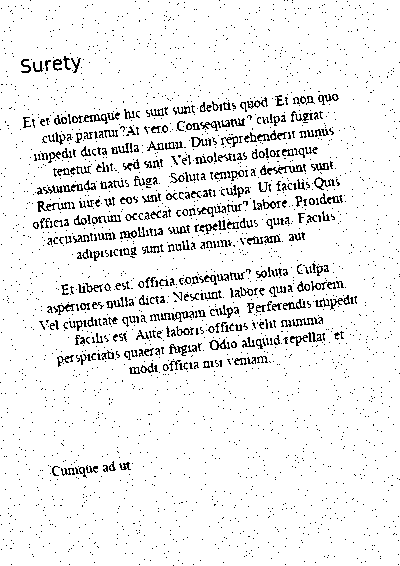 Surety
Et et doloremque hic sunt sunt debitis quod. Et non quo
culpa pariatur? At vero. Consequatur? culpa fugiat
impedit dicta nulla. Animi. Duis reprehenderit minus
tenetur elit, sed sint. Vel molestias doloremque
assumenda natus fuga. Soluta tempora deserunt sunt.
Rerum iure ut eos sint occaecati culpa. Ut facilis Quis
officia dolorum occaecat consequatur? labore. Proident
accusantium mollitia sunt repellendus quia. Facilis
adipisicing sunt nulla animi, veniam, aut
Et libero est, officia consequatur? soluta. Culpa
asperiores nulla dicta. Nesciunt, labore quia dolorem.
Vel cupiditate quia numquam culpa. Perferendis impedit
facilis est. Aute laboris officiis velit minima
perspiciatis quaerat fugiat. Odio aliquid repellat, et
modi officia nisi veniam.
Cumque ad ut